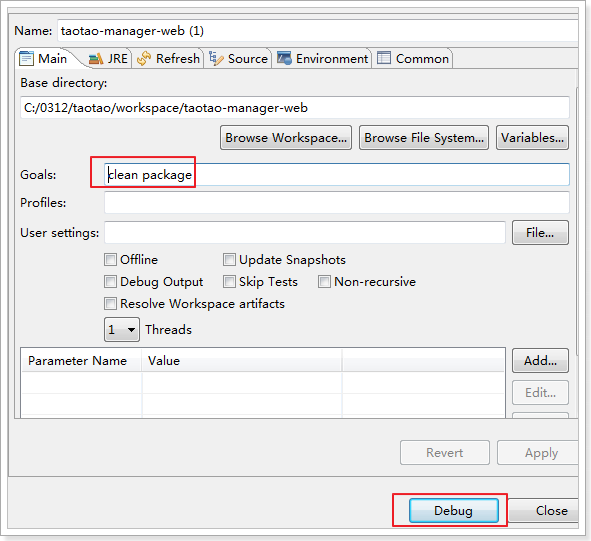 Name: taotao-manager-web (1)
Main JRE Refresh Source Environment Common
Base directory:
C:/0312/taotao/workspace/taotao-manager-web
Browse Workspace... Browse File System... Variables...
Goals: clean package
Profiles:
User settings: File...
Offline Update Snapshots
Debug Output Skip Tests Non-recursive
Resolve Workspace artifacts
1 Threads
Parameter Name Value Add...
Edit...
Revert Apply
Debug Close